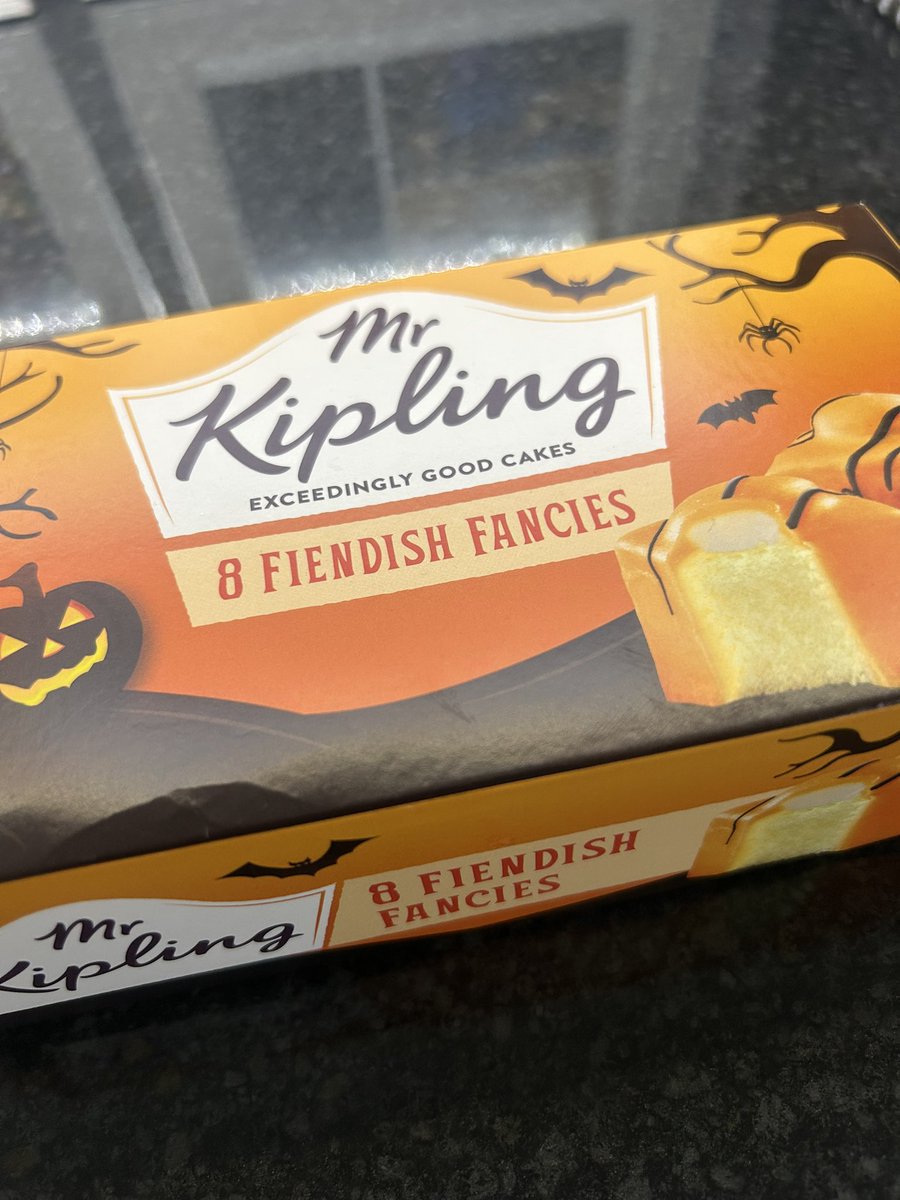 Mr
Kipling
EXCEEDINGLY GOOD CAKES
8 FIENDISH FANCIES
Mr
Kipling
8 FIENDISH
FANCIES